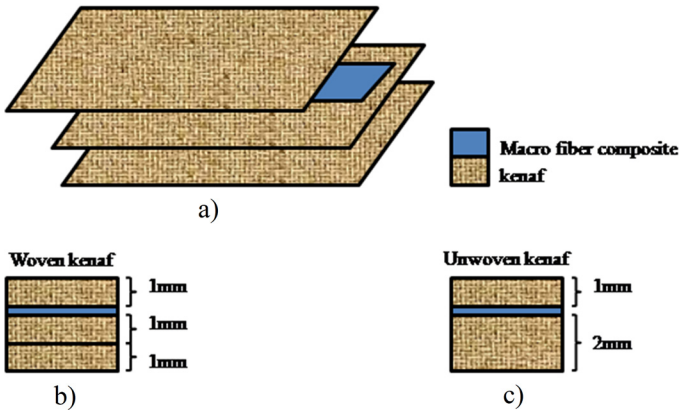 Macro fiber composite
kenaf
a)
Woven kenaf
1mm
1mm
1mm
b)
Unwoven kenaf
1mm
2mm
c)